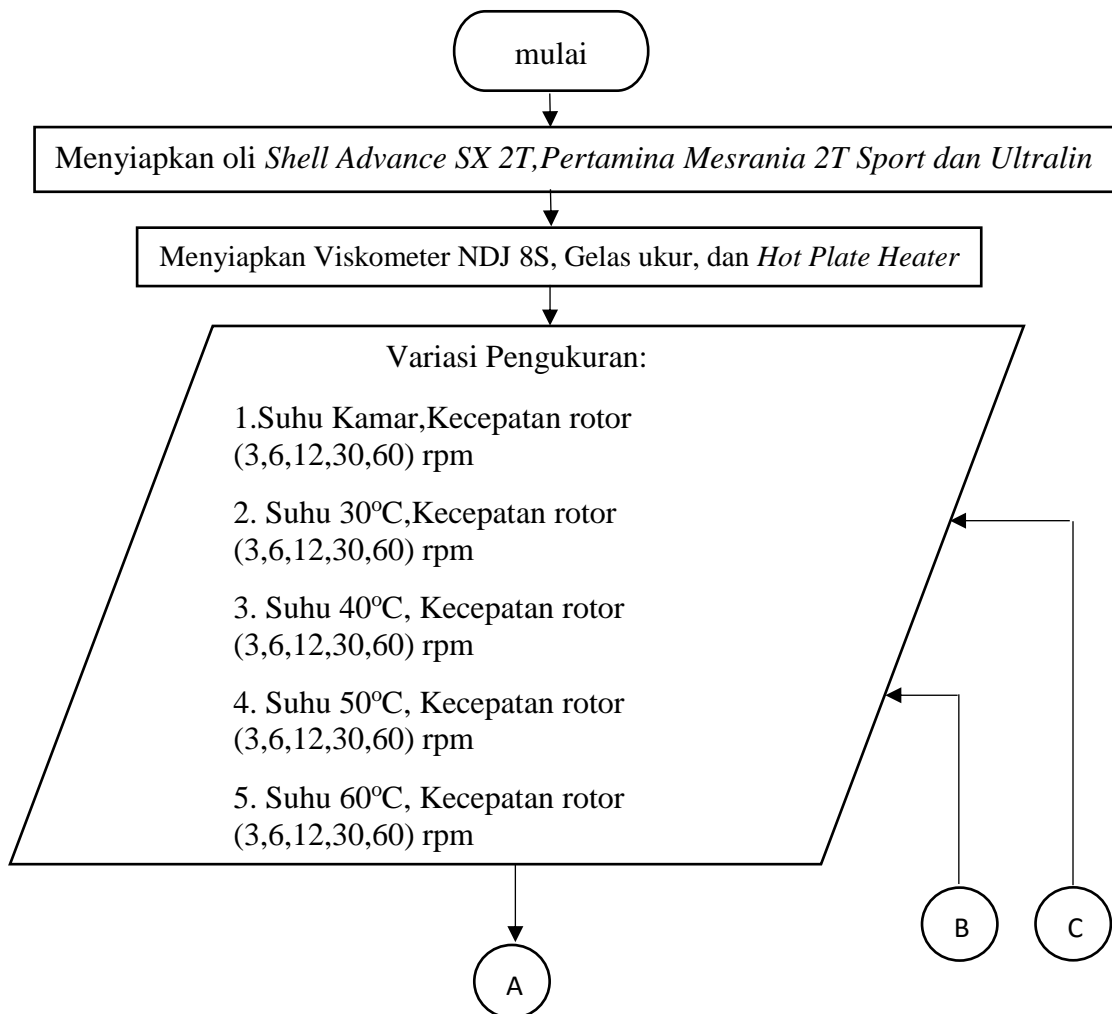 mulai
Menyiapkan oli Shell Advance SX 2T,Pertamina Mesrania 2T Sport dan Ultralin
Menyiapkan Viskometer NDJ 8S, Gelas ukur, dan Hot Plate Heater
Variasi Pengukuran:
1.Suhu Kamar,Kecepatan rotor
(3,6,12,30,60) rpm
2. Suhu 30°C,Kecepatan rotor
(3,6,12,30,60) rpm
3. Suhu 40°C, Kecepatan rotor
(3,6,12,30,60) rpm
4. Suhu 50°C, Kecepatan rotor
(3,6,12,30,60) rpm
5. Suhu 60°C, Kecepatan rotor
(3,6,12,30,60) rpm
B
C
A